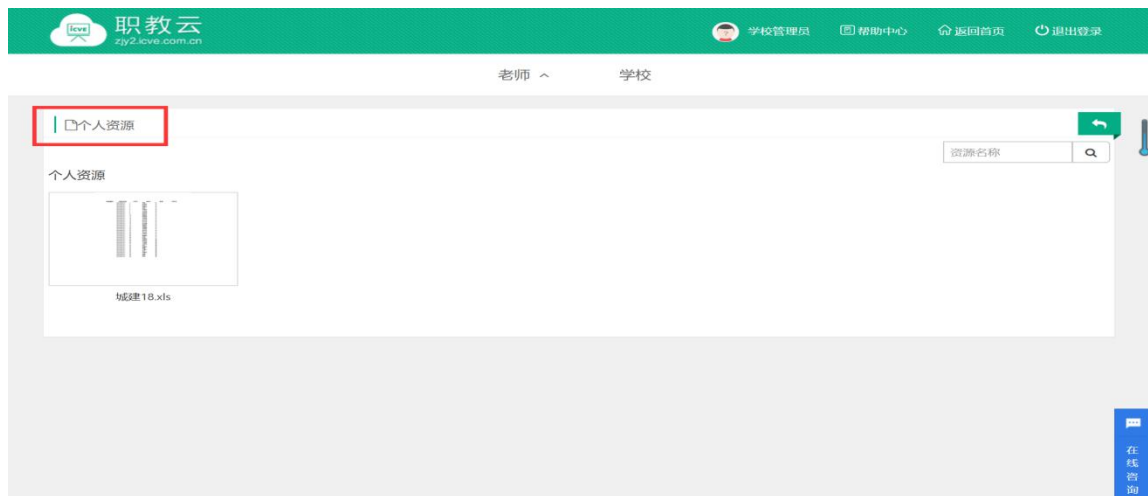 icve 职教云
zjy2.icve.com.cn
学校管理员 帮助中心 返回首页 退出登录
老师 学校
个人资源
资源名称
个人资源
城建18.xls
在线咨询